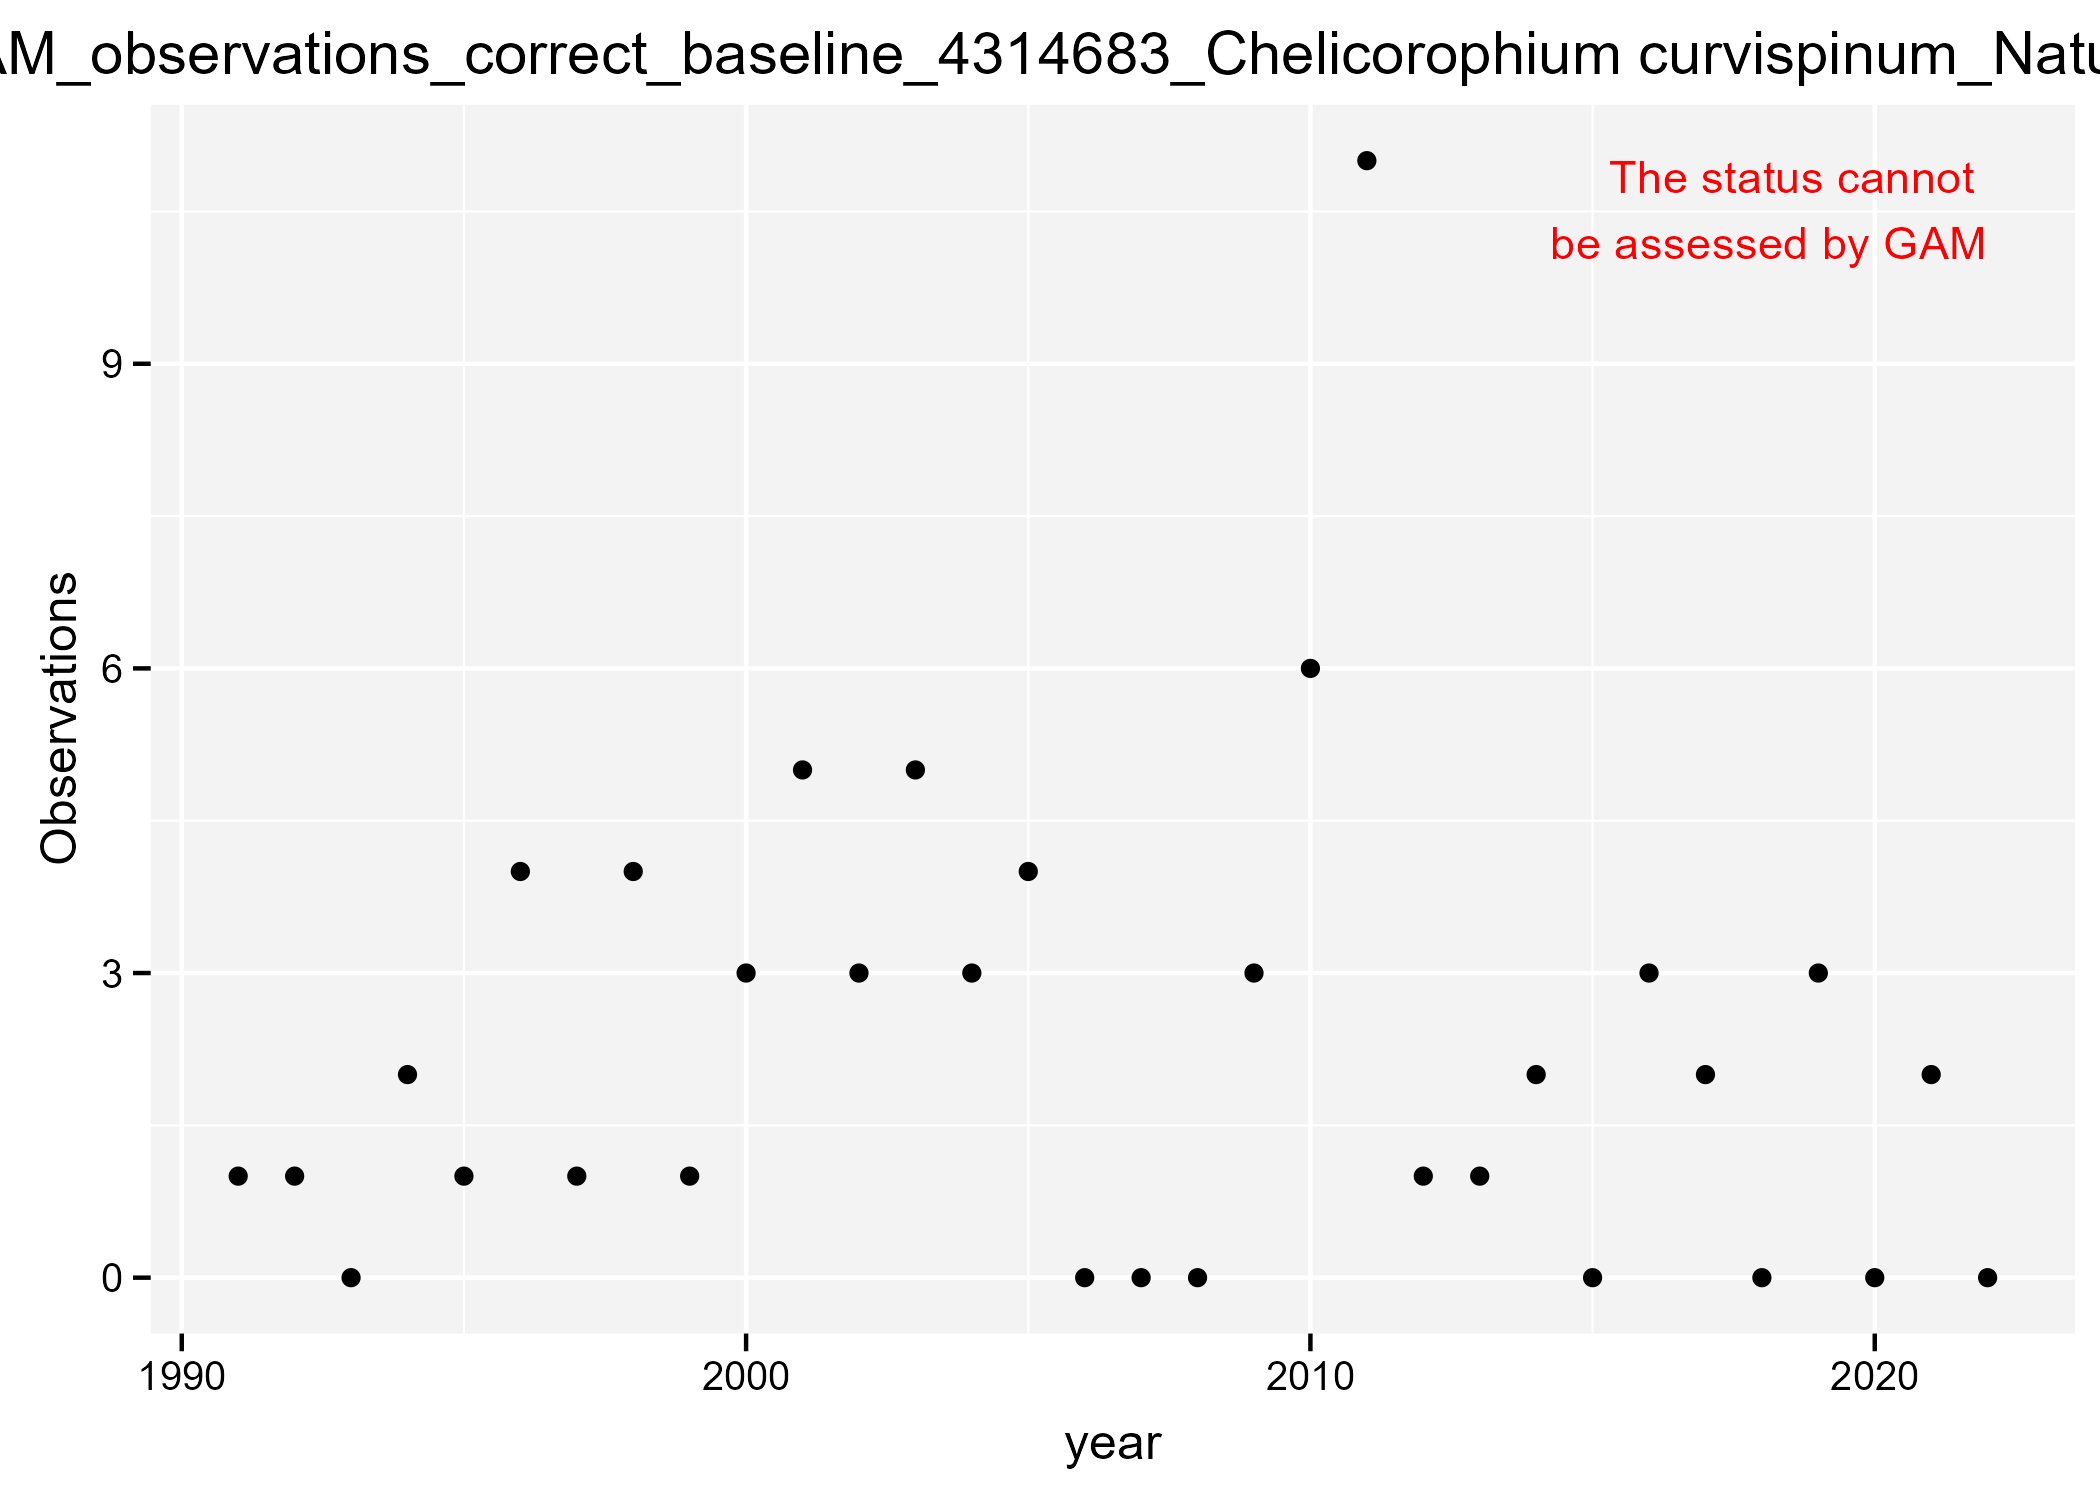 AM_observations_correct_baseline_4314683_Chelicorophium curvispinum_Natu
The status cannot
be assessed by GAM
9
6
3
0
Observations
1990
2000
2010
2020
year